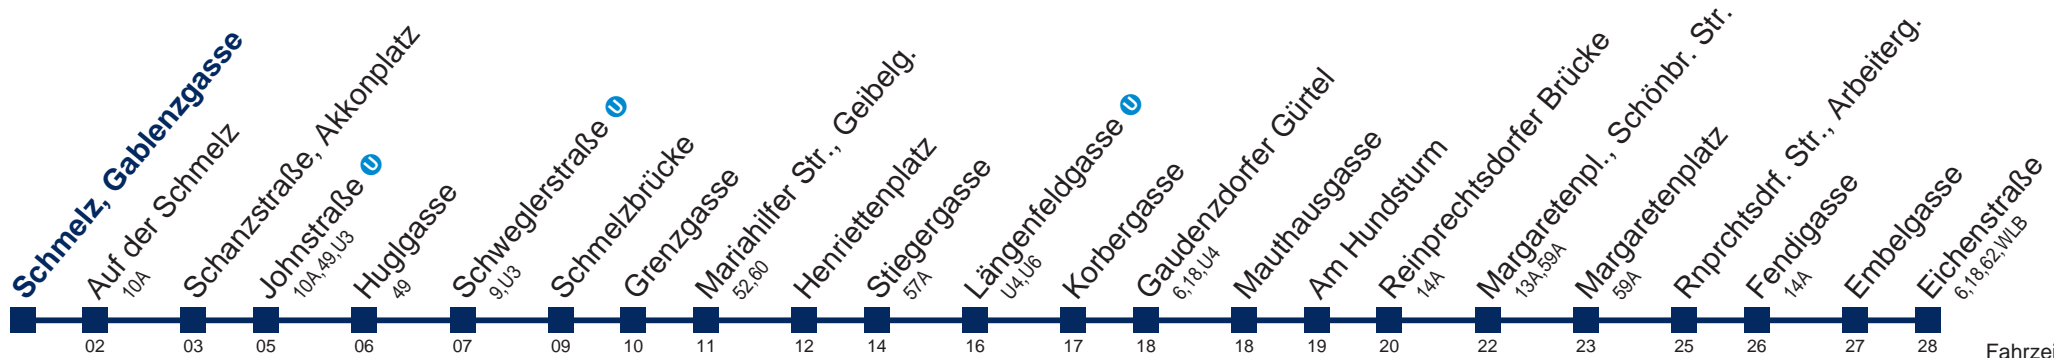 Schmelz, Gablenzgasse
Auf der Schmelz
10A
Schanzstraße, Akkonplatz
Johnstraße U
10A,49,U3
Huglgasse
49
Schweglerstraße U
9,U3
Schmelzbrücke
Grenzgasse
Mariahilfer Str., Geibelg.
52,60
Henriettenplatz
Stiegergasse
57A
Längenfeldgasse U
U4,U6
Korbergasse
Gaudenzdorfer Gürtel
6,18,U4
Mauthausgasse
Am Hundsturm
Reinprechtsdorfer Brücke
14A
Margaretenpl., Schönbr. Str.
13A,59A
Margaretenplatz
59A
Rnprchtsdrf. Str., Arbeiterg.
Fendigasse
14A
Embelgasse
Eichenstraße
6,18,62,WLB
02 03 05 06 07 09 10 11 12 14 16 17 18 18 19 20 22 23 25 26 27 28 Fahrzei